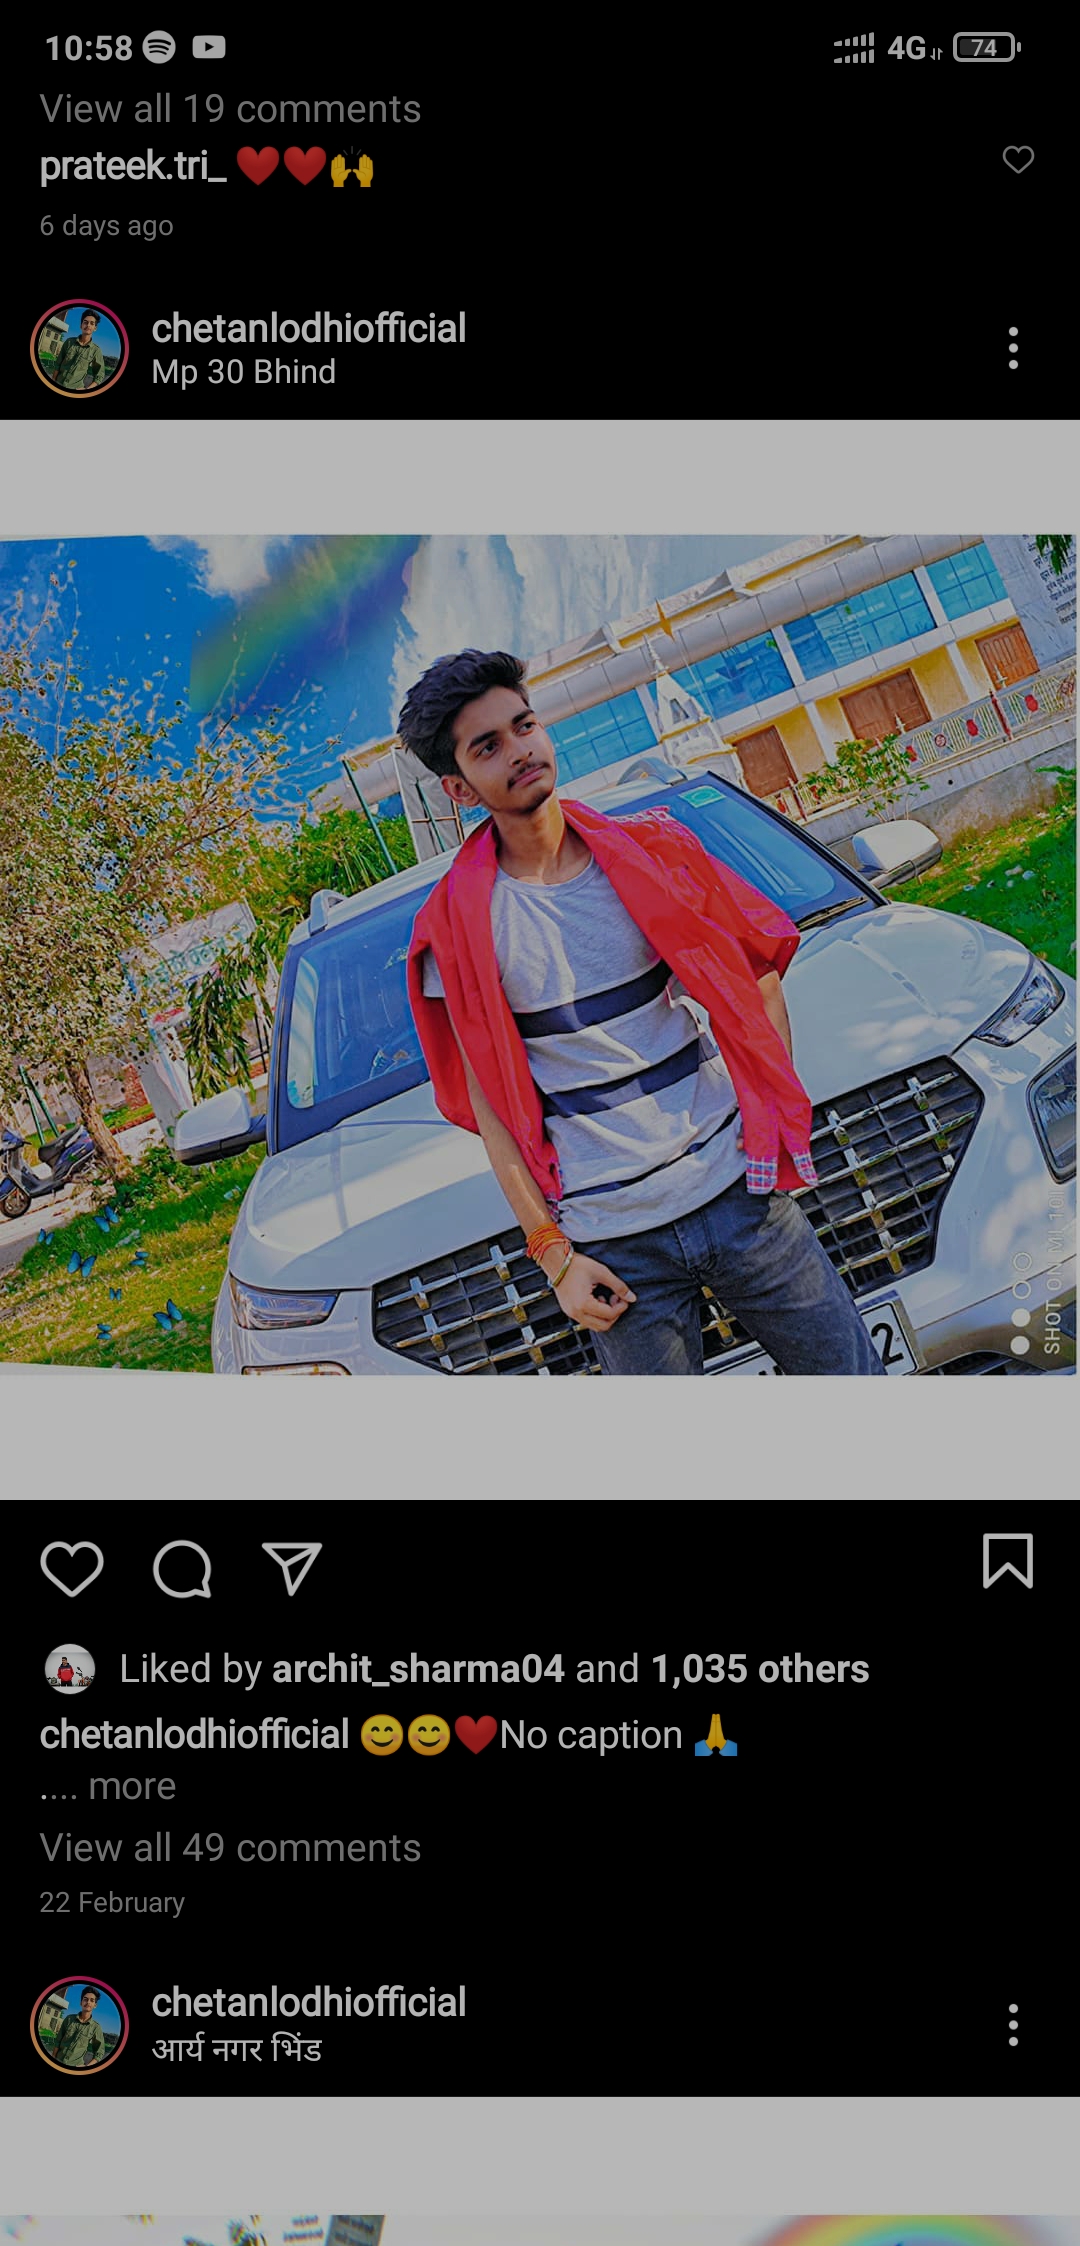 10:58 4G 74
View all 19 comments
prateek.tri_ ❤️❤️🙌
6 days ago
chetanlodhiofficial
Mp 30 Bhind
2
SHOT ON MI 10I
Liked by archit_sharma04 and 1,035 others
chetanlodhiofficial 😊😊❤️No caption 🙏
.... more
View all 49 comments
22 February
chetanlodhiofficial
आर्य नगर भिंड